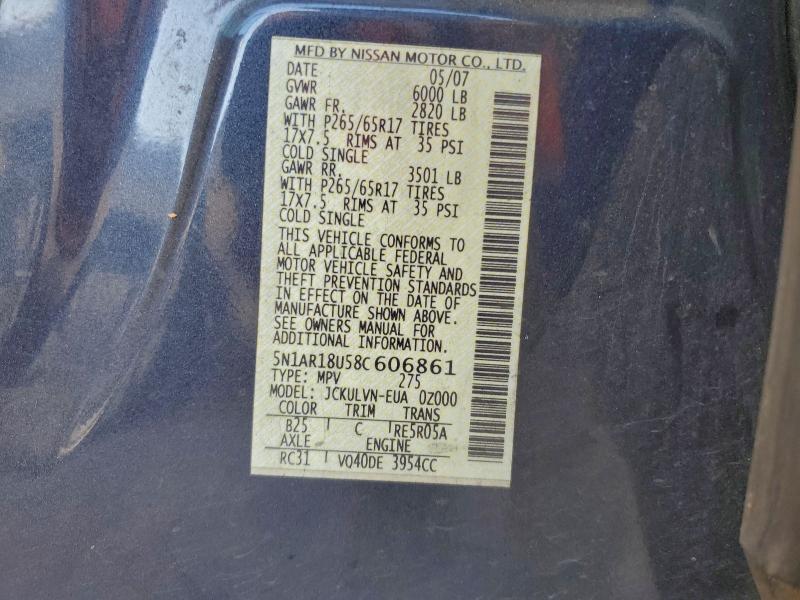 MFD BY NISSAN MOTOR CO., LTD.
DATE 05/07
GVWR 6000 LB
GAWR FR. 2820 LB
WITH P265/65R17 TIRES
17X7.5 RIMS AT 35 PSI
COLD SINGLE
GAWR RR. 3501 LB
WITH P265/65R17 TIRES
17X7.5 RIMS AT 35 PSI
COLD SINGLE
THIS VEHICLE CONFORMS TO
ALL APPLICABLE FEDERAL
MOTOR VEHICLE SAFETY AND
THEFT PREVENTION STANDARDS
IN EFFECT ON THE DATE OF
MANUFACTURE SHOWN ABOVE.
SEE OWNERS MANUAL FOR
ADDITIONAL INFORMATION.
5N1AR18U58C606861
TYPE: MPV 275
MODEL: JCKULVN-EUA 0Z000
COLOR TRIM TRANS
B25 C RE5R05A
AXLE ENGINE
RC31 VQ40DE 3954CC